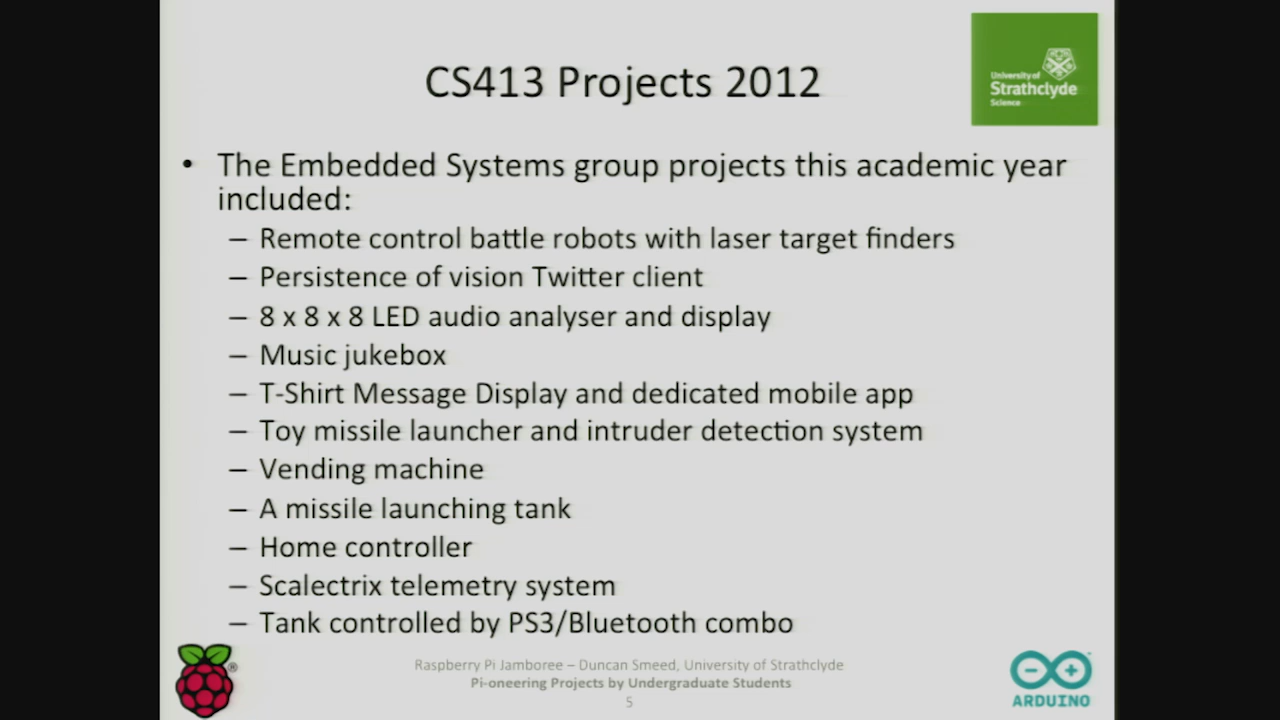 CS413 Projects 2012
University of
Strathclyde
Science
• The Embedded Systems group projects this academic year
included:
– Remote control battle robots with laser target finders
– Persistence of vision Twitter client
– 8 x 8 x 8 LED audio analyser and display
– Music jukebox
– T-Shirt Message Display and dedicated mobile app
– Toy missile launcher and intruder detection system
– Vending machine
– A missile launching tank
– Home controller
– Scalectrix telemetry system
– Tank controlled by PS3/Bluetooth combo
Raspberry Pi Jamboree – Duncan Smeed, University of Strathclyde
Pi-oneering Projects by Undergraduate Students
5
ARDUINO